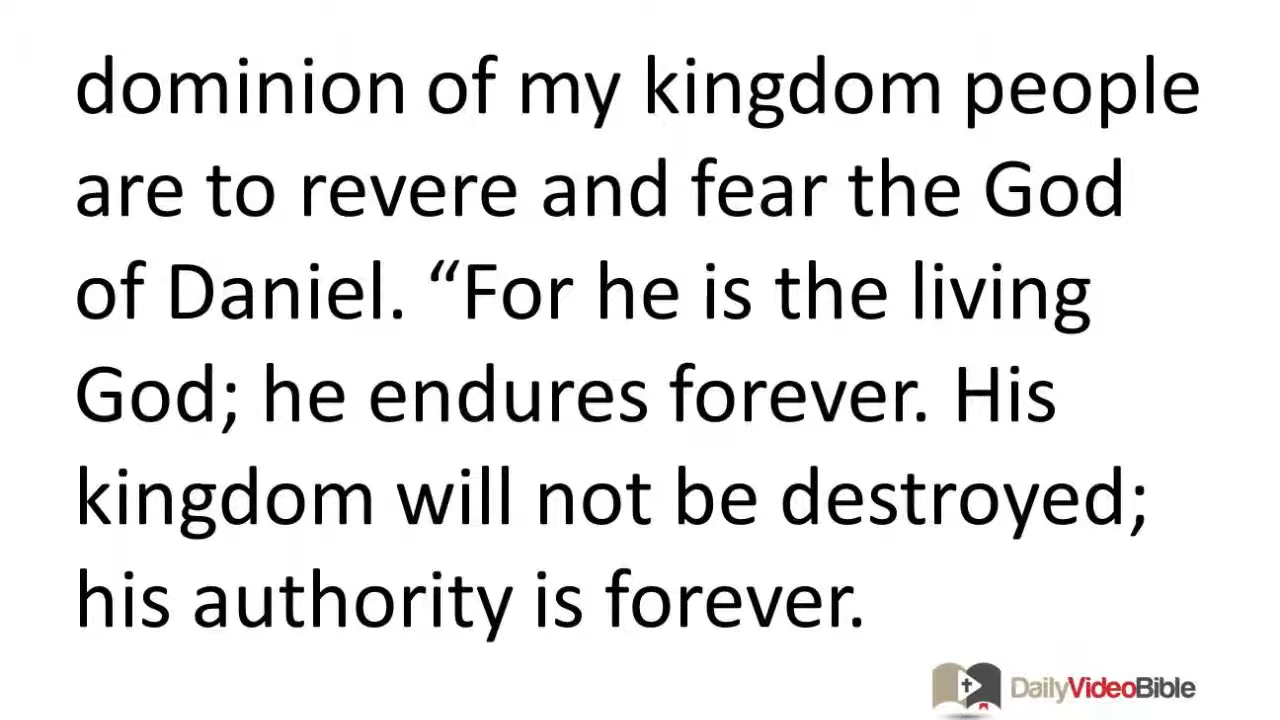 dominion of my kingdom people
are to revere and fear the God
of Daniel. “For he is the living
God; he endures forever. His
kingdom will not be destroyed;
his authority is forever.
DailyVideoBible